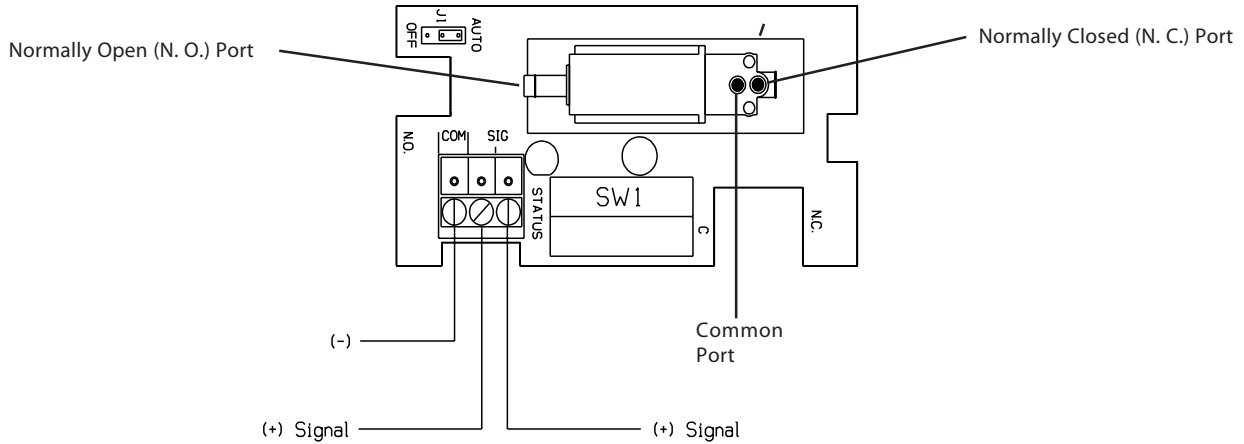 J1
OFF
AUTO
Normally Open (N. O.) Port
Normally Closed (N. C.) Port
N.O.
COM
SIG
STATUS
SW1
C
N.C.
Common
Port
(-)
(+) Signal
(+) Signal